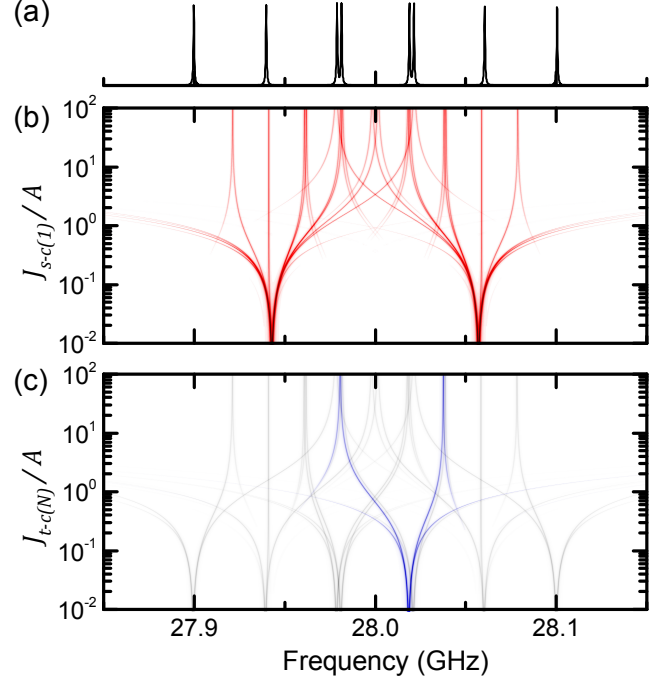 (a)
(b)
10²
10¹
10⁰
10⁻¹
10⁻²
J_{s-c(1)} / A
(c)
10²
10¹
10⁰
10⁻¹
10⁻²
J_{t-c(N)} / A
27.9 28.0 28.1
Frequency (GHz)